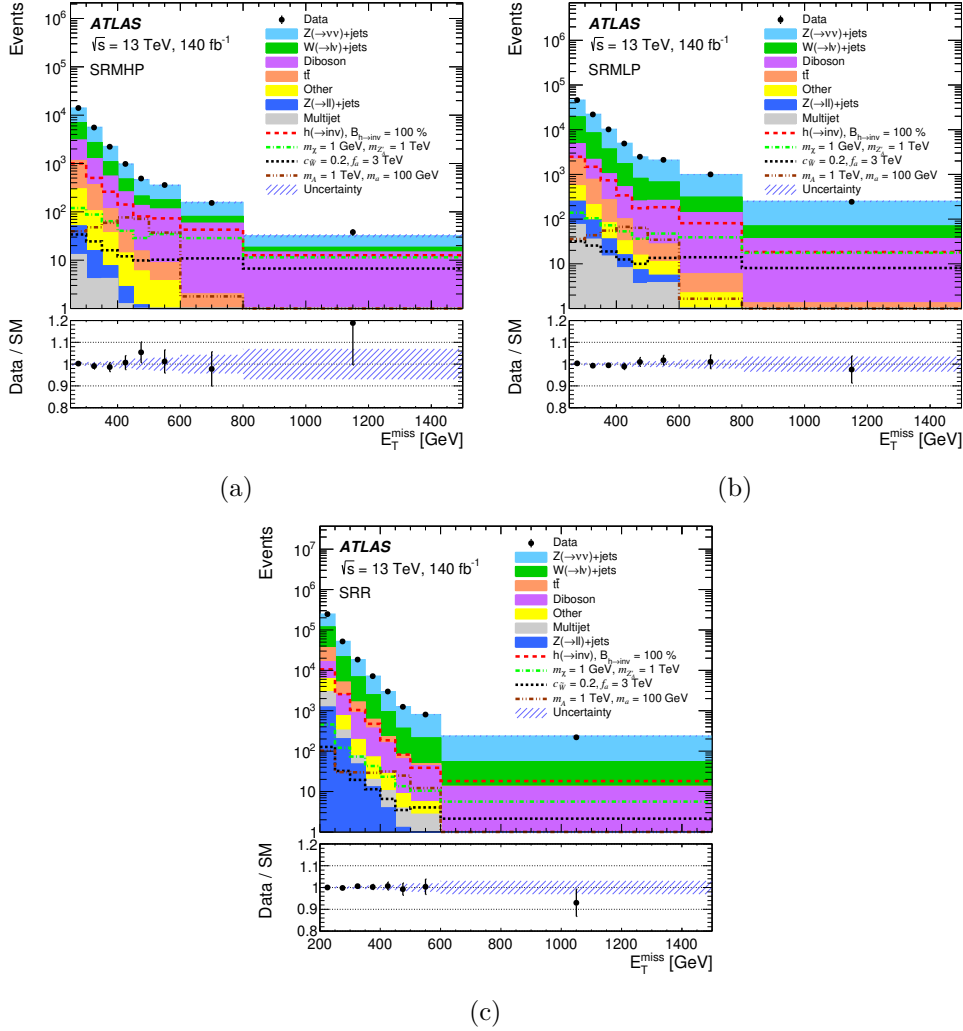 Events
10⁶
10⁵
10⁴
10³
10²
10
1
ATLAS
√s = 13 TeV, 140 fb⁻¹
SRMHP
Data
Z(→νν)+jets
W(→lν)+jets
Diboson
tt̄
Other
Z(→ll)+jets
Multijet
h(→inv), B_h→inv = 100 %
m_χ = 1 GeV, m_Z'_A = 1 TeV
c_W̃ = 0.2, f_a = 3 TeV
m_A = 1 TeV, m_a = 100 GeV
Uncertainty
Data / SM
1.2
1.1
1
0.9
0.8
400 600 800 1000 1200 1400
E_T^miss [GeV]
(a)
Events
10⁶
10⁵
10⁴
10³
10²
10
1
ATLAS
√s = 13 TeV, 140 fb⁻¹
SRMLP
Data
Z(→νν)+jets
W(→lν)+jets
Diboson
tt̄
Other
Z(→ll)+jets
Multijet
h(→inv), B_h→inv = 100 %
m_χ = 1 GeV, m_Z'_A = 1 TeV
c_W̃ = 0.2, f_a = 3 TeV
m_A = 1 TeV, m_a = 100 GeV
Uncertainty
Data / SM
1.2
1.1
1
0.9
0.8
400 600 800 1000 1200 1400
E_T^miss [GeV]
(b)
Events
10⁷
10⁶
10⁵
10⁴
10³
10²
10
1
ATLAS
√s = 13 TeV, 140 fb⁻¹
SRR
Data
Z(→νν)+jets
W(→lν)+jets
tt̄
Diboson
Other
Multijet
Z(→ll)+jets
h(→inv), B_h→inv = 100 %
m_χ = 1 GeV, m_Z'_A = 1 TeV
c_W̃ = 0.2, f_a = 3 TeV
m_A = 1 TeV, m_a = 100 GeV
Uncertainty
Data / SM
1.2
1.1
1
0.9
0.8
200 400 600 800 1000 1200 1400
E_T^miss [GeV]
(c)